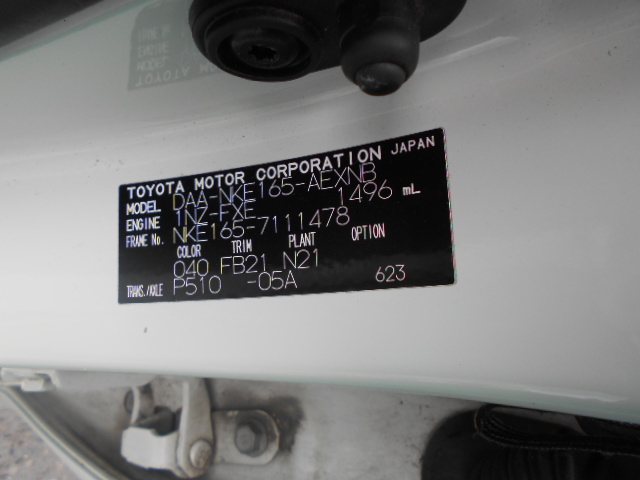 TOYOTA MOTOR CORPORATION JAPAN
MODEL DAA-NKE165-AEXNB
ENGINE 1NZ-FXE 1496 mL
FRAME No. NKE165-7111478
COLOR TRIM PLANT OPTION
040 FB21 N21
TRANS./AXLE P510 -05A 623